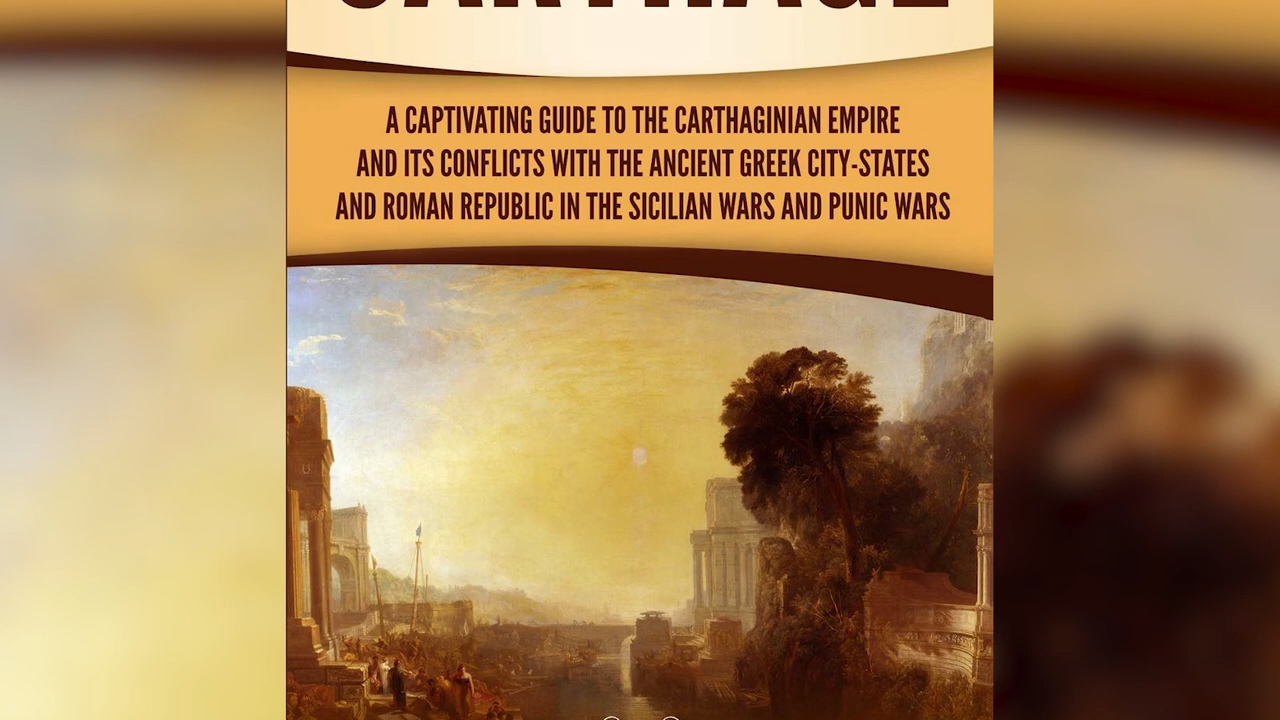 CARTHAGE
A CAPTIVATING GUIDE TO THE CARTHAGINIAN EMPIRE
AND ITS CONFLICTS WITH THE ANCIENT GREEK CITY-STATES
AND ROMAN REPUBLIC IN THE SICILIAN WARS AND PUNIC WARS